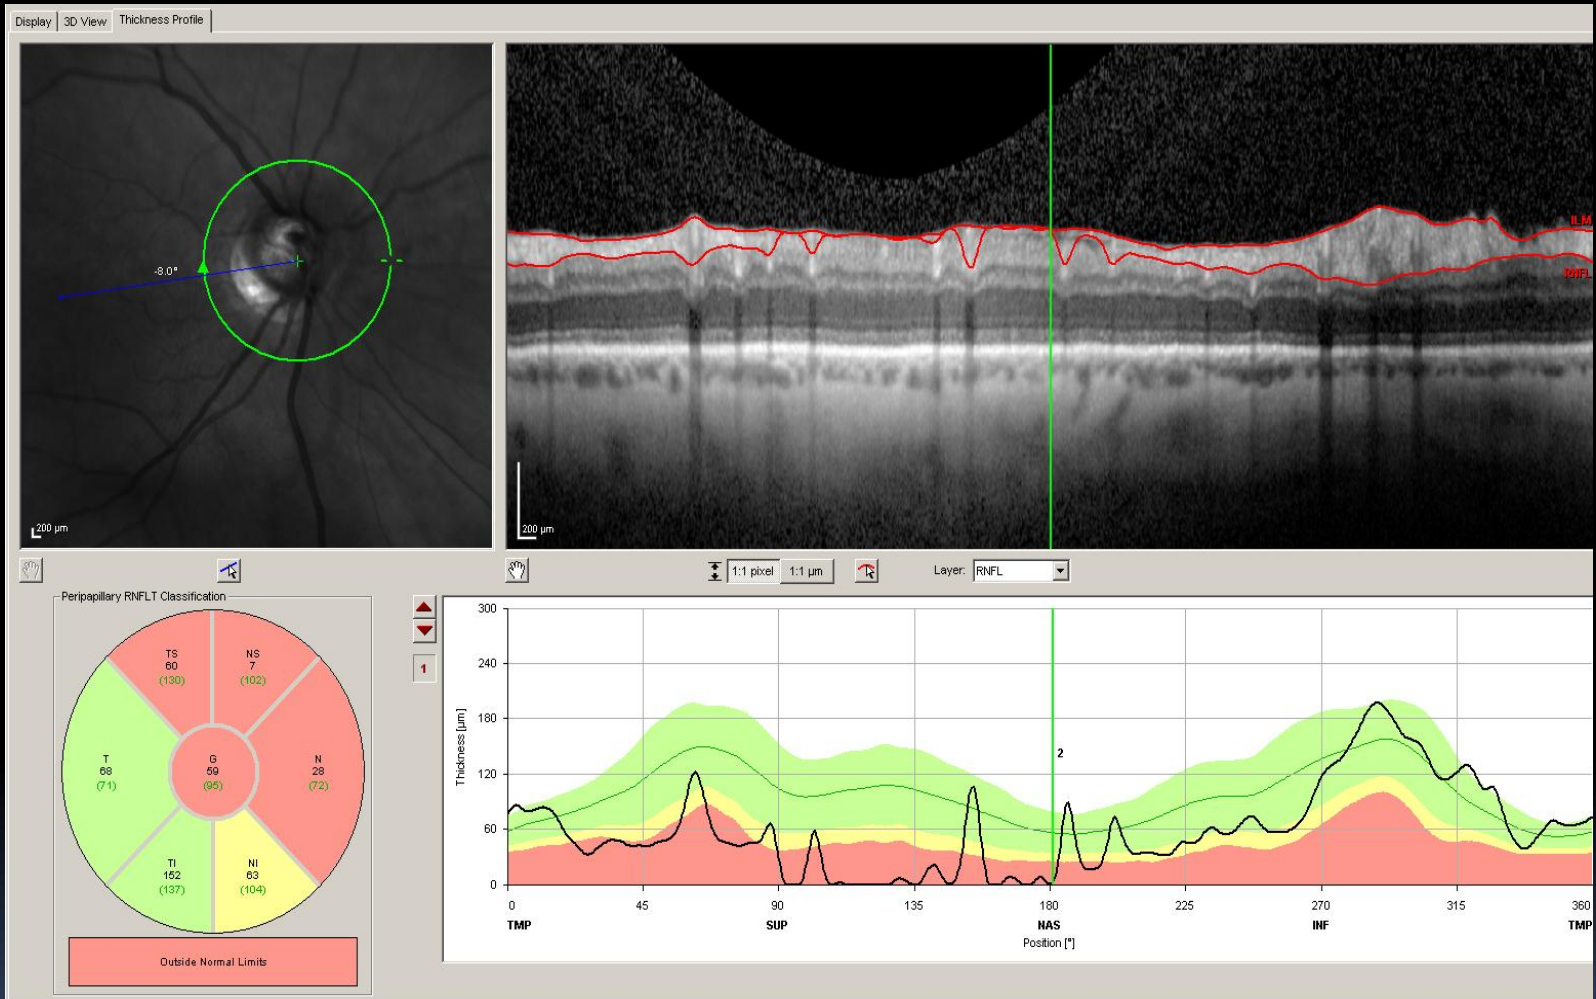 Display 3D View Thickness Profile
-8.0°
200 µm
ILM
RNFL
200 µm
1:1 pixel 1:1 µm Layer: RNFL
Peripapillary RNFLT Classification
TS
60
(130)
NS
7
(102)
T
68
(71)
G
59
(95)
N
28
(72)
TI
152
(137)
NI
63
(104)
Outside Normal Limits
1
Thickness [µm]
300
240
180
120
60
0
2
0 45 90 135 180 225 270 315 360
TMP SUP NAS INF TMP
Position [°]